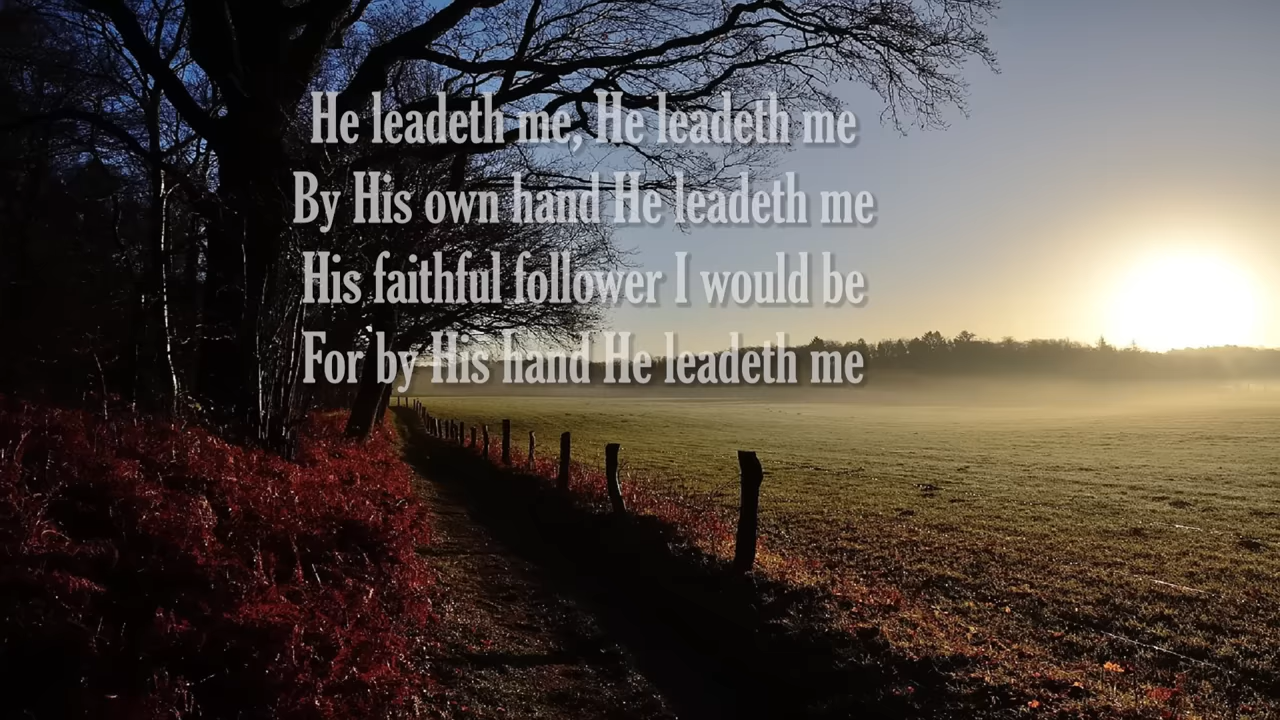 He leadeth me, He leadeth me
By His own hand He leadeth me
His faithful follower I would be
For by His hand He leadeth me